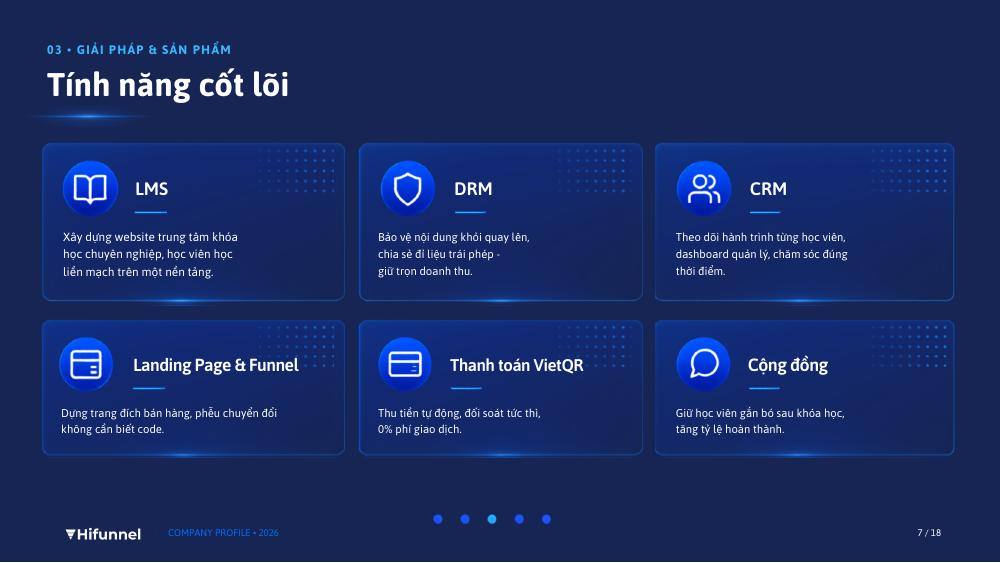 03 • GIẢI PHÁP & SẢN PHẨM
Tính năng cốt lõi
LMS
Xây dựng website trung tâm khóa
học chuyên nghiệp, học viên học
liền mạch trên một nền tảng.
DRM
Bảo vệ nội dung khỏi quay lên,
chia sẻ đi liệu trái phép -
giữ trọn doanh thu.
CRM
Theo dõi hành trình từng học viên,
dashboard quản lý, chăm sóc đúng
thời điểm.
Landing Page & Funnel
Dựng trang đích bán hàng, phễu chuyển đổi
không cần biết code.
Thanh toán VietQR
Thu tiền tự động, đối soát tức thì,
0% phí giao dịch.
Cộng đồng
Giữ học viên gắn bó sau khóa học,
tăng tỷ lệ hoàn thành.
Hifunnel
COMPANY PROFILE • 2026
7 / 18